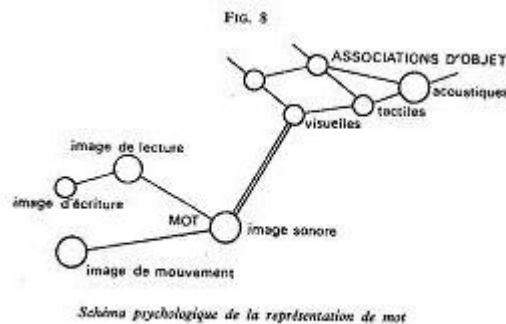 FIG. 8
ASSOCIATIONS D'OBJET
acoustiques
tactiles
visuelles
image de lecture
image d'écriture
MOT
image sonore
image de mouvement
Schéma psychologique de la représentation de mot